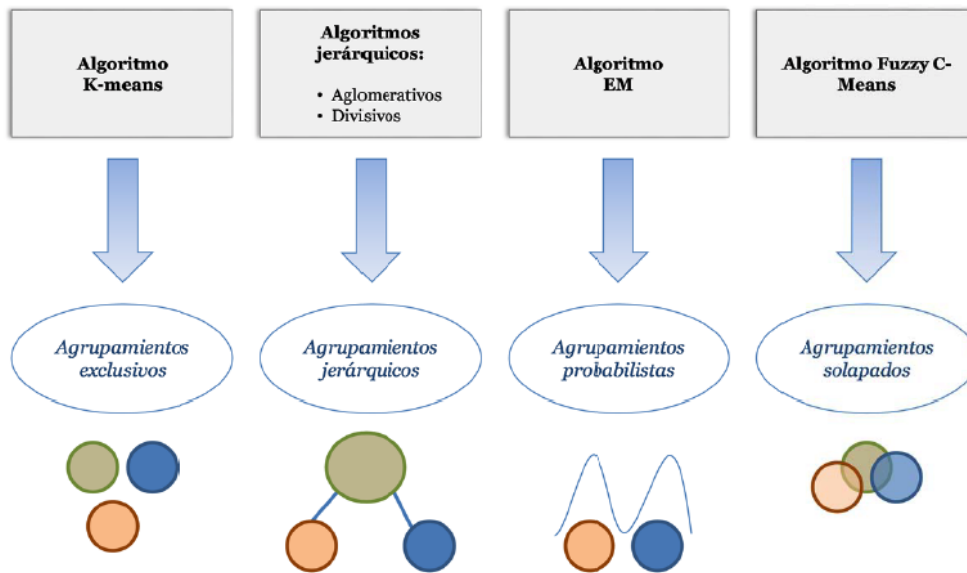 Algoritmo
K-means
Algoritmos
jerárquicos:
• Aglomerativos
• Divisivos
Algoritmo
EM
Algoritmo Fuzzy C-
Means
Agrupamientos
exclusivos
Agrupamientos
jerárquicos
Agrupamientos
probabilistas
Agrupamientos
solapados